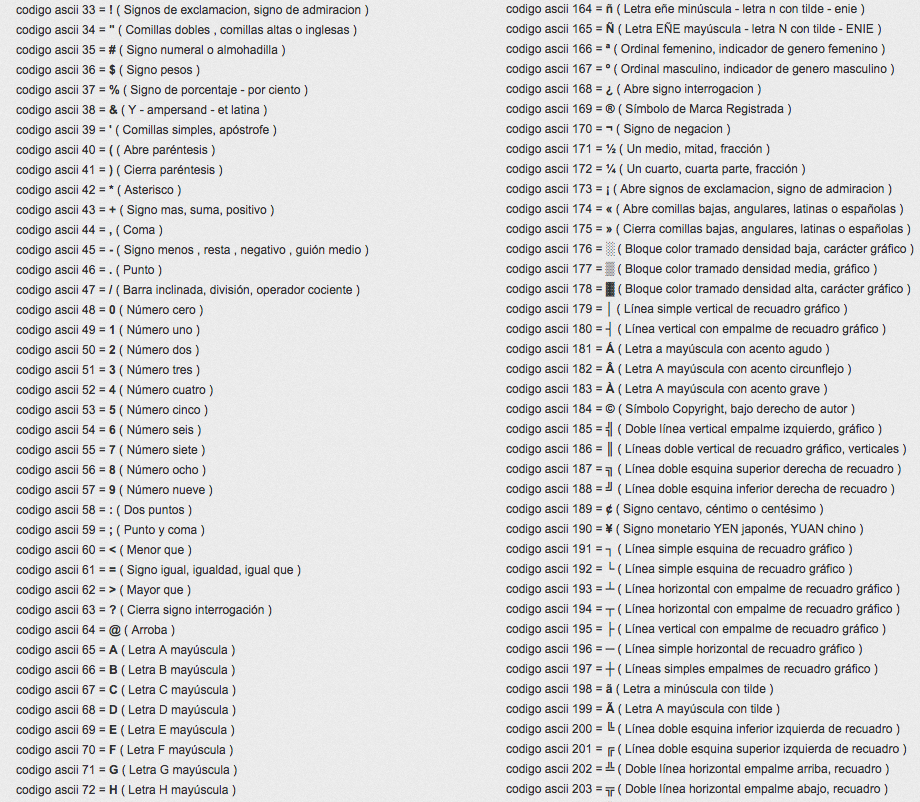 codigo ascii 33 = ! ( Signos de exclamacion, signo de admiracion )
codigo ascii 34 = " ( Comillas dobles , comillas altas o inglesas )
codigo ascii 35 = # ( Signo numeral o almohadilla )
codigo ascii 36 = $ ( Signo pesos )
codigo ascii 37 = % ( Signo de porcentaje - por ciento )
codigo ascii 38 = & ( Y - ampersand - et latina )
codigo ascii 39 = ' ( Comillas simples, apóstrofe )
codigo ascii 40 = ( ( Abre paréntesis )
codigo ascii 41 = ) ( Cierra paréntesis )
codigo ascii 42 = * ( Asterisco )
codigo ascii 43 = + ( Signo mas, suma, positivo )
codigo ascii 44 = , ( Coma )
codigo ascii 45 = - ( Signo menos , resta , negativo , guión medio )
codigo ascii 46 = . ( Punto )
codigo ascii 47 = / ( Barra inclinada, división, operador cociente )
codigo ascii 48 = 0 ( Número cero )
codigo ascii 49 = 1 ( Número uno )
codigo ascii 50 = 2 ( Número dos )
codigo ascii 51 = 3 ( Número tres )
codigo ascii 52 = 4 ( Número cuatro )
codigo ascii 53 = 5 ( Número cinco )
codigo ascii 54 = 6 ( Número seis )
codigo ascii 55 = 7 ( Número siete )
codigo ascii 56 = 8 ( Número ocho )
codigo ascii 57 = 9 ( Número nueve )
codigo ascii 58 = : ( Dos puntos )
codigo ascii 59 = ; ( Punto y coma )
codigo ascii 60 = < ( Menor que )
codigo ascii 61 = = ( Signo igual, igualdad, igual que )
codigo ascii 62 = > ( Mayor que )
codigo ascii 63 = ? ( Cierra signo interrogación )
codigo ascii 64 = @ ( Arroba )
codigo ascii 65 = A ( Letra A mayúscula )
codigo ascii 66 = B ( Letra B mayúscula )
codigo ascii 67 = C ( Letra C mayúscula )
codigo ascii 68 = D ( Letra D mayúscula )
codigo ascii 69 = E ( Letra E mayúscula )
codigo ascii 70 = F ( Letra F mayúscula )
codigo ascii 71 = G ( Letra G mayúscula )
codigo ascii 72 = H ( Letra H mayúscula )
codigo ascii 164 = ñ ( Letra eñe minúscula - letra n con tilde - enie )
codigo ascii 165 = Ñ ( Letra EÑE mayúscula - letra N con tilde - ENIE )
codigo ascii 166 = ª ( Ordinal femenino, indicador de genero femenino )
codigo ascii 167 = º ( Ordinal masculino, indicador de genero masculino )
codigo ascii 168 = ¿ ( Abre signo interrogacion )
codigo ascii 169 = ® ( Símbolo de Marca Registrada )
codigo ascii 170 = ¬ ( Signo de negacion )
codigo ascii 171 = ½ ( Un medio, mitad, fracción )
codigo ascii 172 = ¼ ( Un cuarto, cuarta parte, fracción )
codigo ascii 173 = ¡ ( Abre signos de exclamacion, signo de admiracion )
codigo ascii 174 = « ( Abre comillas bajas, angulares, latinas o españolas )
codigo ascii 175 = » ( Cierra comillas bajas, angulares, latinas o españolas )
codigo ascii 176 = ░ ( Bloque color tramado densidad baja, carácter gráfico )
codigo ascii 177 = ▒ ( Bloque color tramado densidad media, gráfico )
codigo ascii 178 = ▓ ( Bloque color tramado densidad alta, carácter gráfico )
codigo ascii 179 = │ ( Línea simple vertical de recuadro gráfico )
codigo ascii 180 = ┤ ( Línea vertical con empalme de recuadro gráfico )
codigo ascii 181 = Á ( Letra a mayúscula con acento agudo )
codigo ascii 182 = Â ( Letra A mayúscula con acento circunflejo )
codigo ascii 183 = À ( Letra A mayúscula con acento grave )
codigo ascii 184 = © ( Símbolo Copyright, bajo derecho de autor )
codigo ascii 185 = ╣ ( Doble línea vertical empalme izquierdo, gráfico )
codigo ascii 186 = ║ ( Líneas doble vertical de recuadro gráfico, verticales )
codigo ascii 187 = ╗ ( Línea doble esquina superior derecha de recuadro )
codigo ascii 188 = ╝ ( Línea doble esquina inferior derecha de recuadro )
codigo ascii 189 = ¢ ( Signo centavo, céntimo o centésimo )
codigo ascii 190 = ¥ ( Signo monetario YEN japonés, YUAN chino )
codigo ascii 191 = ┐ ( Línea simple esquina de recuadro gráfico )
codigo ascii 192 = └ ( Línea simple esquina de recuadro gráfico )
codigo ascii 193 = ┴ ( Línea horizontal con empalme de recuadro gráfico )
codigo ascii 194 = ┬ ( Línea horizontal con empalme de recuadro gráfico )
codigo ascii 195 = ├ ( Línea vertical con empalme de recuadro gráfico )
codigo ascii 196 = ─ ( Línea simple horizontal de recuadro gráfico )
codigo ascii 197 = ┼ ( Líneas simples empalmes de recuadro gráfico )
codigo ascii 198 = ã ( Letra a minúscula con tilde )
codigo ascii 199 = Ã ( Letra A mayúscula con tilde )
codigo ascii 200 = ╚ ( Línea doble esquina inferior izquierda de recuadro )
codigo ascii 201 = ╔ ( Línea doble esquina superior izquierda de recuadro )
codigo ascii 202 = ╩ ( Doble línea horizontal empalme arriba, recuadro )
codigo ascii 203 = ╦ ( Doble línea horizontal empalme abajo, recuadro )